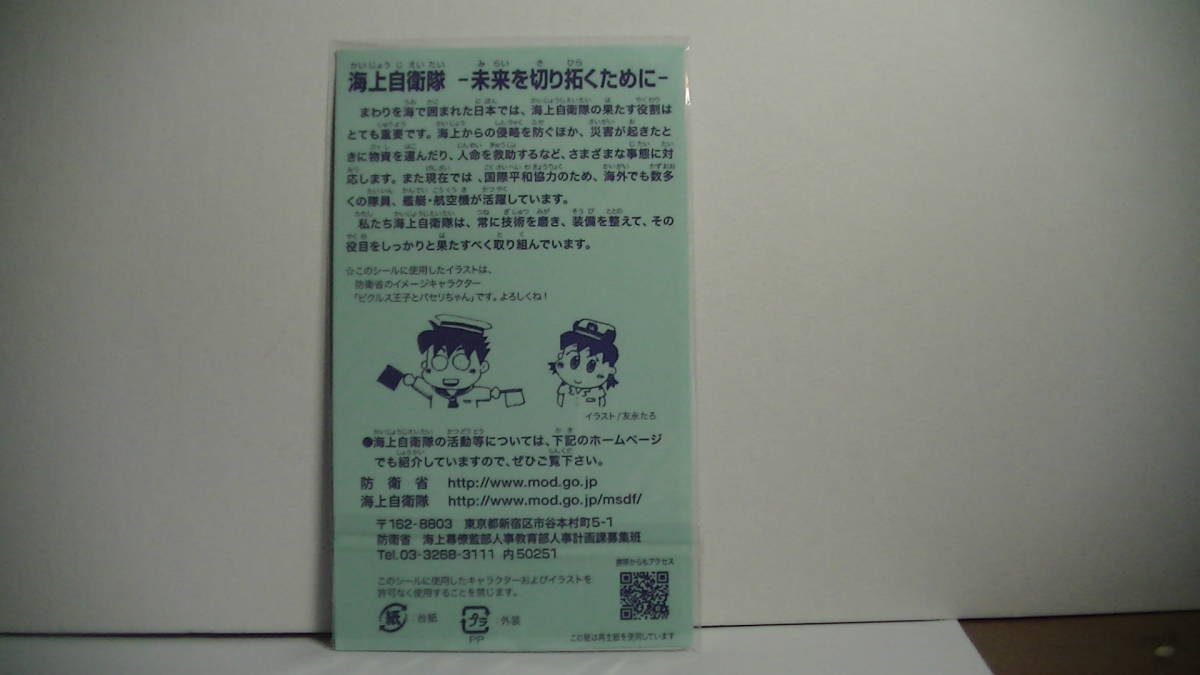 海上自衛隊 -未来を切り拓くために-
まわりを海で囲まれた日本では、海上自衛隊の果たす役割は
とても重要です。海上からの侵略を防ぐほか、災害が起きたと
きに物資を運んだり、人命を救助するなど、さまざまな事態に対
応します。また現在では、国際平和協力のため、海外でも数多
くの隊員、艦艇・航空機が活躍しています。
私たち海上自衛隊は、常に技術を磨き、装備を整えて、その
役目をしっかりと果たすべく取り組んでいます。
☆このシールに使用したイラストは、
防衛省のイメージキャラクター
「ピクルス王子とパセリちゃん」です。よろしくね！
イラスト/友永たろ
●海上自衛隊の活動等については、下記のホームページ
でも紹介していますので、ぜひご覧下さい。
防衛省 http://www.mod.go.jp
海上自衛隊 http://www.mod.go.jp/msdf/
〒162-8803 東京都新宿区市谷本村町5-1
防衛省 海上幕僚監部人事教育部人事計画課募集班
Tel.03-3268-3111 内50251
携帯からもアクセス
このシールに使用したキャラクターおよびイラストを
許可なく使用することを禁じます。
紙 :台紙 プラ :外装
PP
この紙は再生紙を使用しています